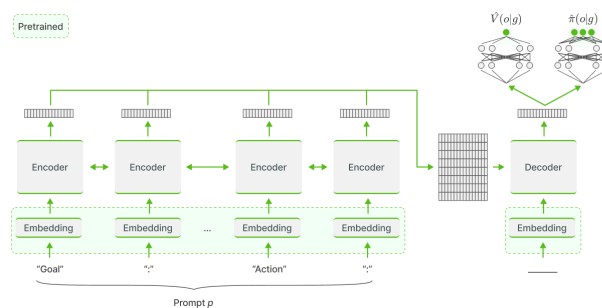 Pretrained
V̂(o|g) π̂(o|g)
Encoder Encoder Encoder Encoder Decoder
Embedding Embedding ... Embedding Embedding Embedding
"Goal" ":" "Action" ":"
Prompt p